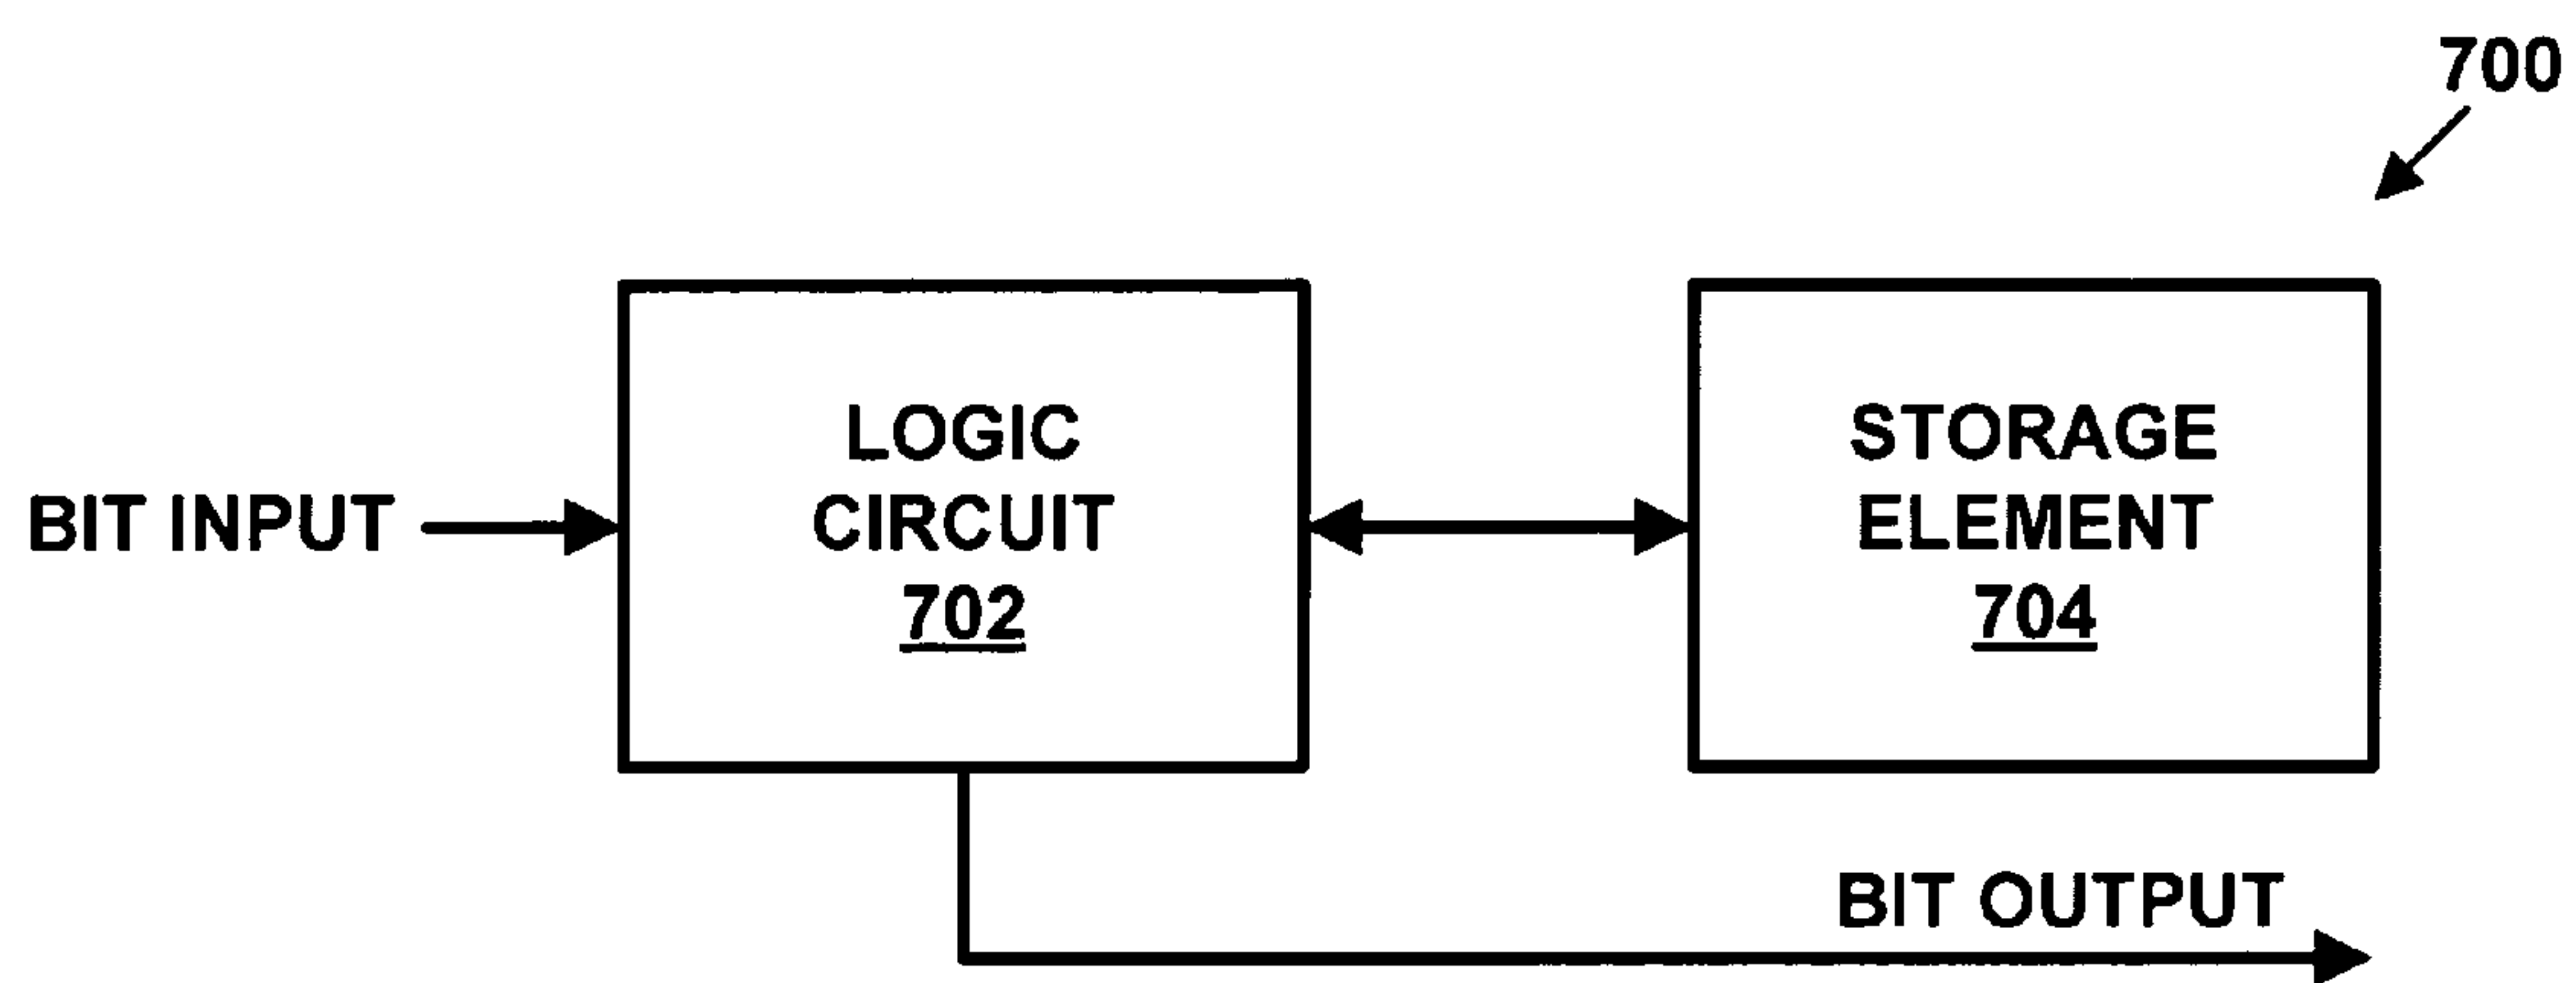 700
LOGIC
CIRCUIT
702
STORAGE
ELEMENT
704
BIT INPUT
BIT OUTPUT